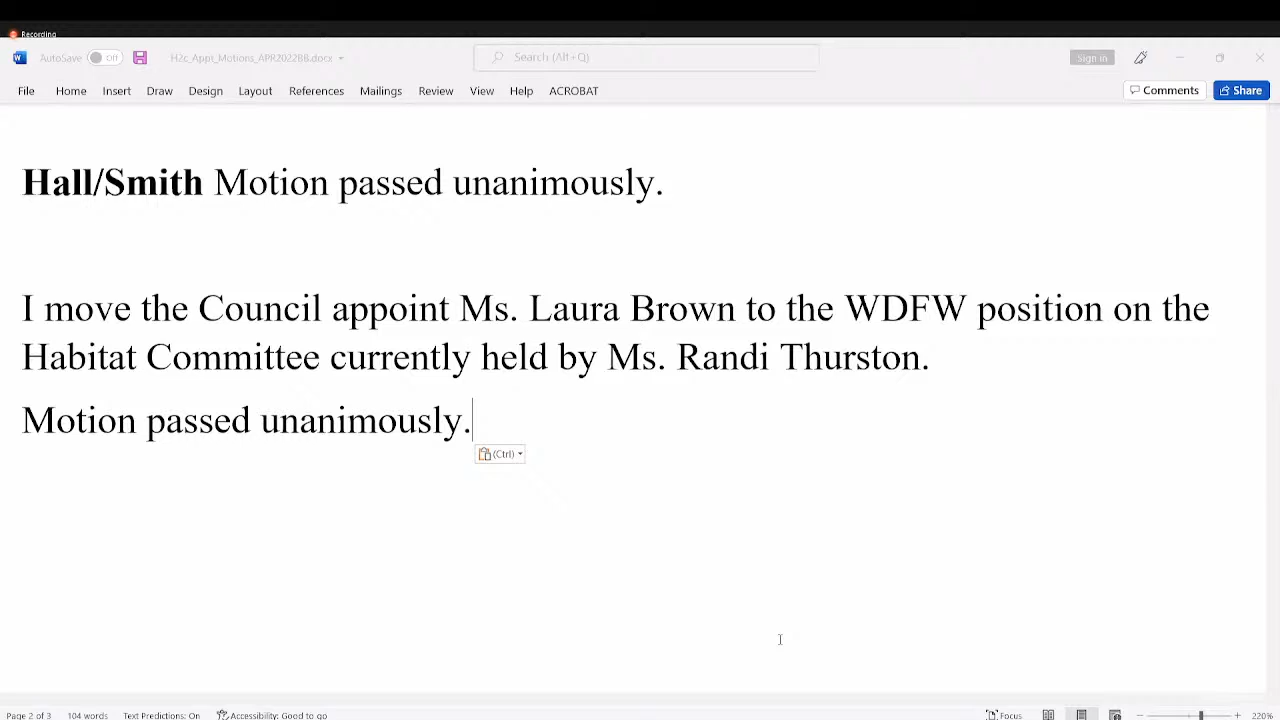 Recording
AutoSave Off H2c_Appt_Motions_APR2022BB.docx Search (Alt+Q) Sign in
File Home Insert Draw Design Layout References Mailings Review View Help ACROBAT Comments Share
Hall/Smith Motion passed unanimously.
I move the Council appoint Ms. Laura Brown to the WDFW position on the
Habitat Committee currently held by Ms. Randi Thurston.
Motion passed unanimously.
(Ctrl)
Page 2 of 3 104 words Text Predictions: On Accessibility: Good to go Focus 220%